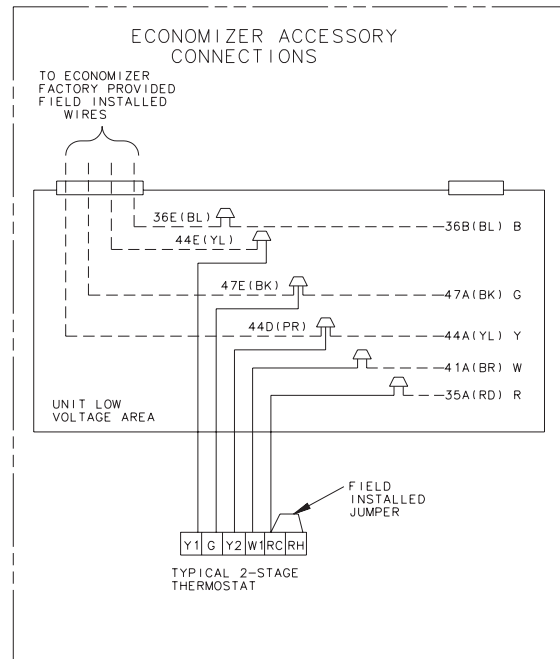 ECONOMIZER ACCESSORY
CONNECTIONS
TO ECONOMIZER
FACTORY PROVIDED
FIELD INSTALLED
WIRES
36E(BL)
36B(BL) B
44E(YL)
47E(BK)
47A(BK) G
44D(PR)
44A(YL) Y
41A(BR) W
35A(RD) R
UNIT LOW
VOLTAGE AREA
FIELD
INSTALLED
JUMPER
Y1 G Y2 W1 RC RH
TYPICAL 2-STAGE
THERMOSTAT